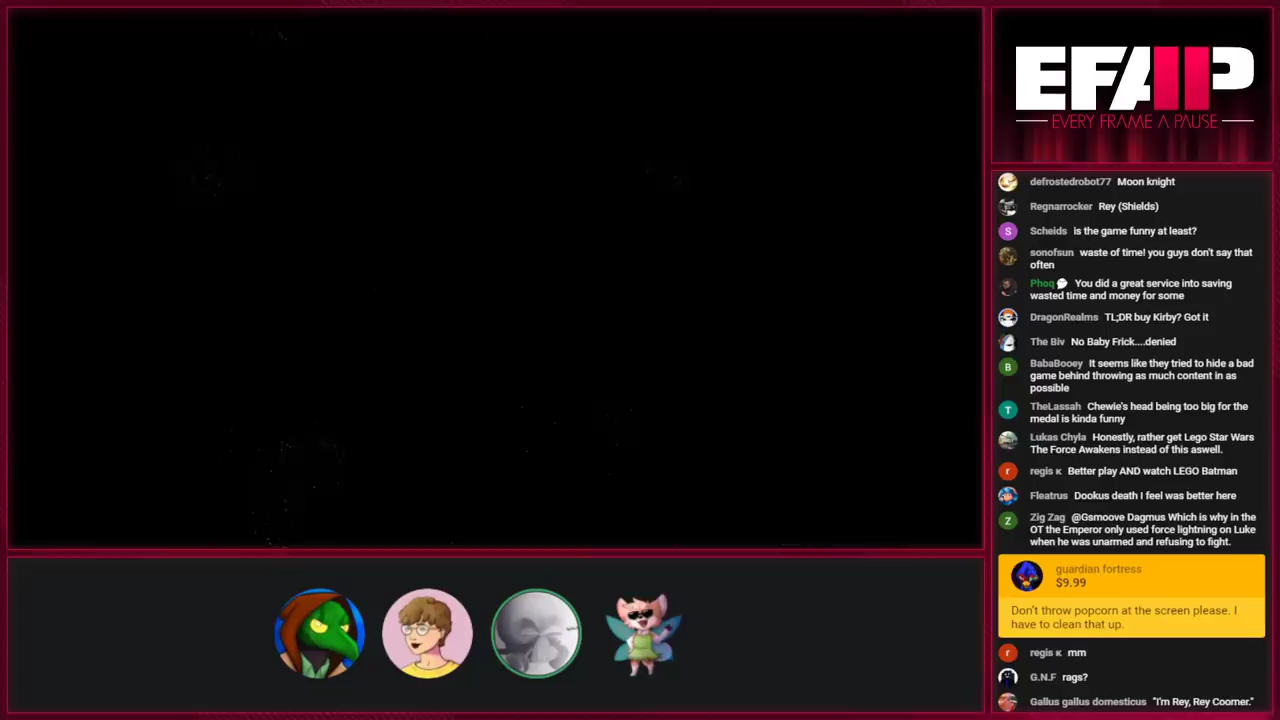 EFAP
EVERY FRAME A PAUSE
defrostedrobot77 Moon knight
Regnarrocker Rey (Shields)
S
Scheids is the game funny at least?
sonofsun waste of time! you guys don't say that
often
Phoq You did a great service into saving
wasted time and money for some
DragonRealms TL;DR buy Kirby? Got it
The Biv No Baby Frick....denied
B
BabaBooey It seems like they tried to hide a bad
game behind throwing as much content in as
possible
T
TheLassah Chewie's head being too big for the
medal is kinda funny
Lukas Chyla Honestly, rather get Lego Star Wars
The Force Awakens instead of this aswell.
r
regis к Better play AND watch LEGO Batman
Fleatrus Dookus death I feel was better here
Z
Zig Zag @Gsmoove Dagmus Which is why in the
OT the Emperor only used force lightning on Luke
when he was unarmed and refusing to fight.
guardian fortress
$9.99
Don't throw popcorn at the screen please. I
have to clean that up.
r
regis к mm
G.N.F rags?
Gallus gallus domesticus "I'm Rey, Rey Coomer."